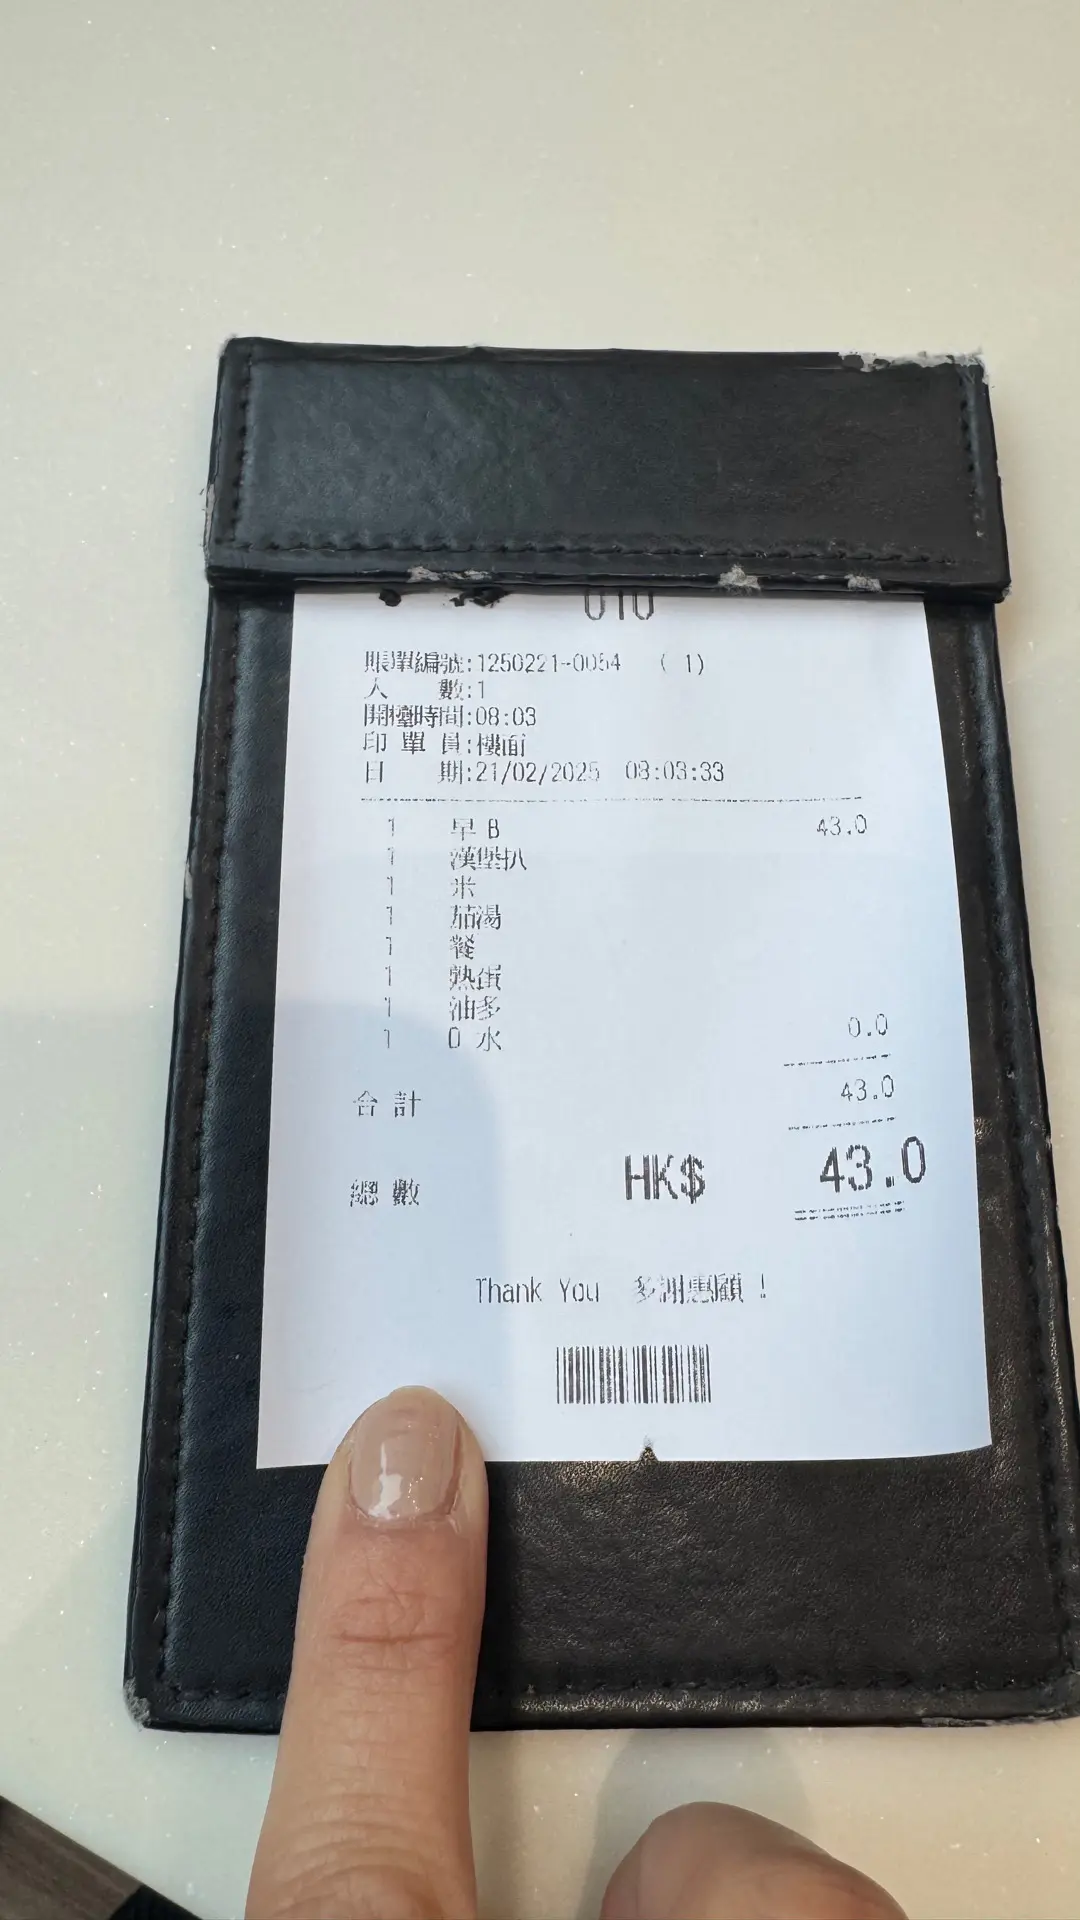 賬單編號:1250221-0054 ( 1)
人 數:1
開檯時間:08:03
印 單 員:樓面
日 期:21/02/2025 08:03:33
1 早 B 43.0
1 漢堡扒
1 米
1 茄湯
1 餐
1 熟蛋
1 油多
1 0 水 0.0
合 計 43.0
總 數 HK$ 43.0
Thank You 多謝惠顧 !